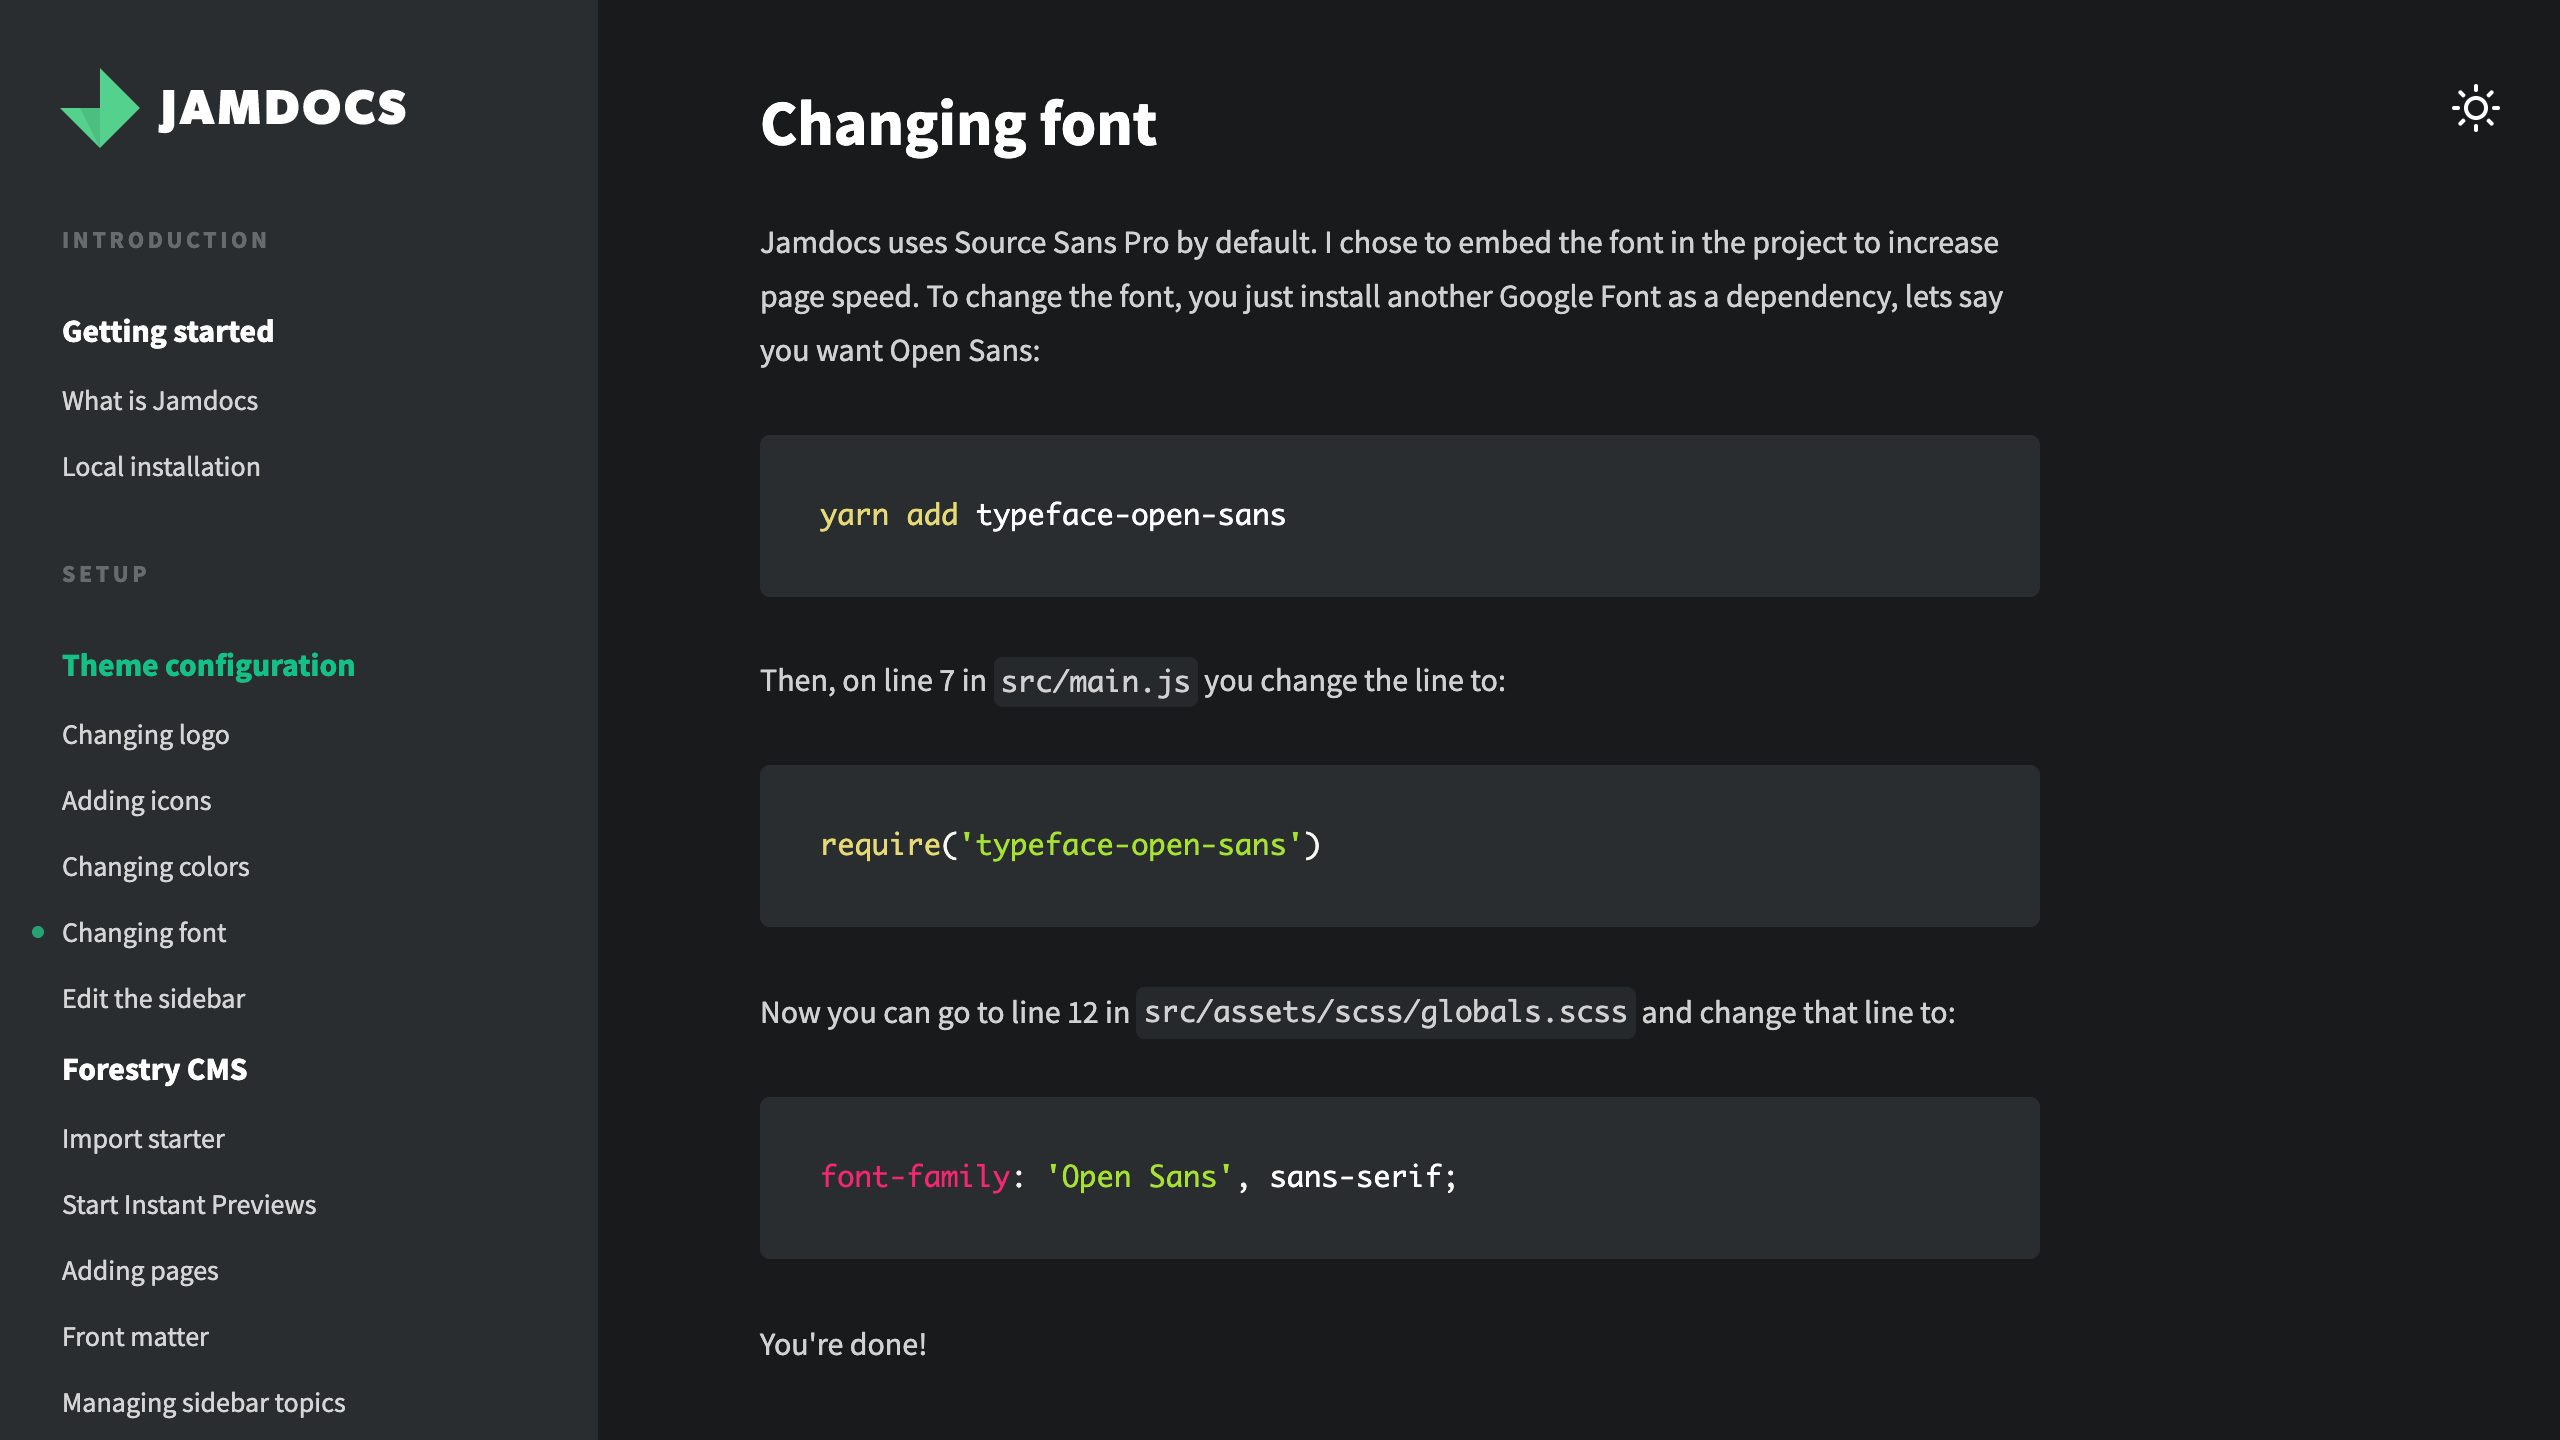 JAMDOCS
INTRODUCTION
Getting started
What is Jamdocs
Local installation
SETUP
Theme configuration
Changing logo
Adding icons
Changing colors
Changing font
Edit the sidebar
Forestry CMS
Import starter
Start Instant Previews
Adding pages
Front matter
Managing sidebar topics
Changing font
Jamdocs uses Source Sans Pro by default. I chose to embed the font in the project to increase
page speed. To change the font, you just install another Google Font as a dependency, lets say
you want Open Sans:
yarn add typeface-open-sans
Then, on line 7 in src/main.js you change the line to:
require('typeface-open-sans')
Now you can go to line 12 in src/assets/scss/globals.scss and change that line to:
font-family: 'Open Sans', sans-serif;
You're done!